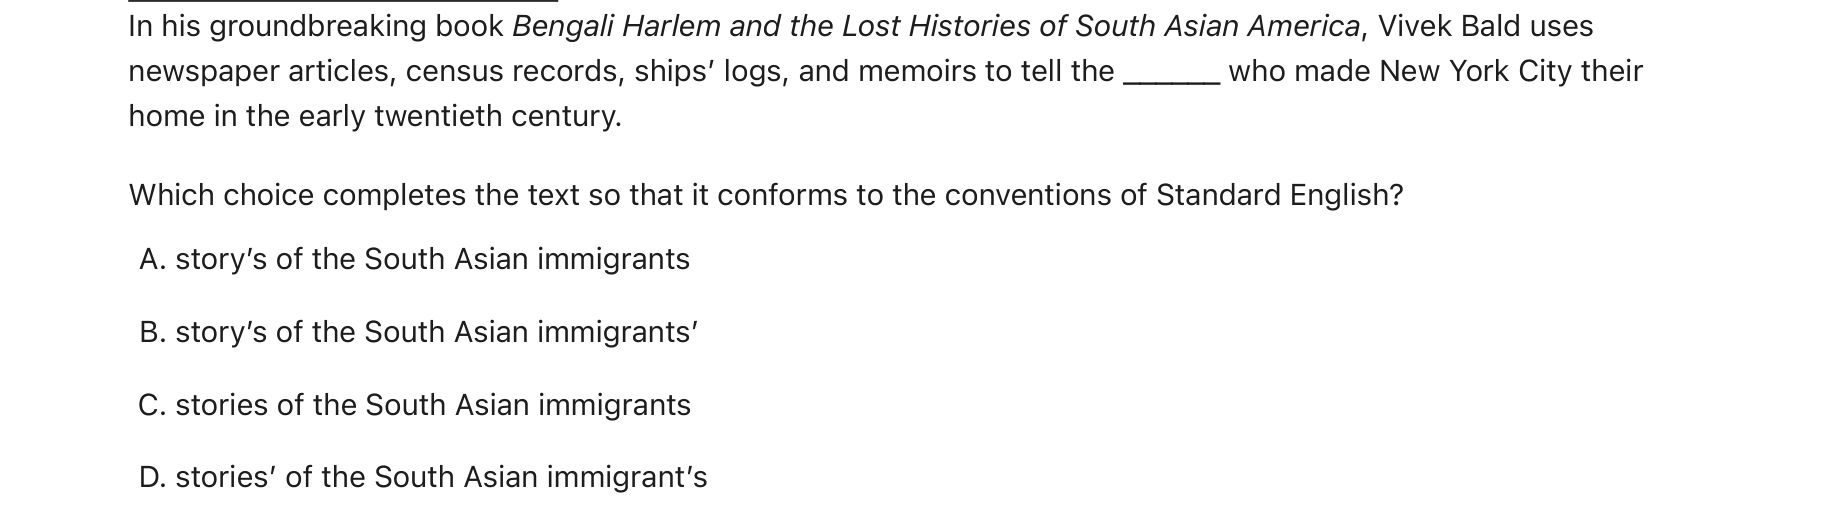 In his groundbreaking book Bengali Harlem and the Lost Histories of South Asian America, Vivek Bald uses
newspaper articles, census records, ships’ logs, and memoirs to tell the ______ who made New York City their
home in the early twentieth century.
Which choice completes the text so that it conforms to the conventions of Standard English?
A. story’s of the South Asian immigrants
B. story’s of the South Asian immigrants’
C. stories of the South Asian immigrants
D. stories’ of the South Asian immigrant’s